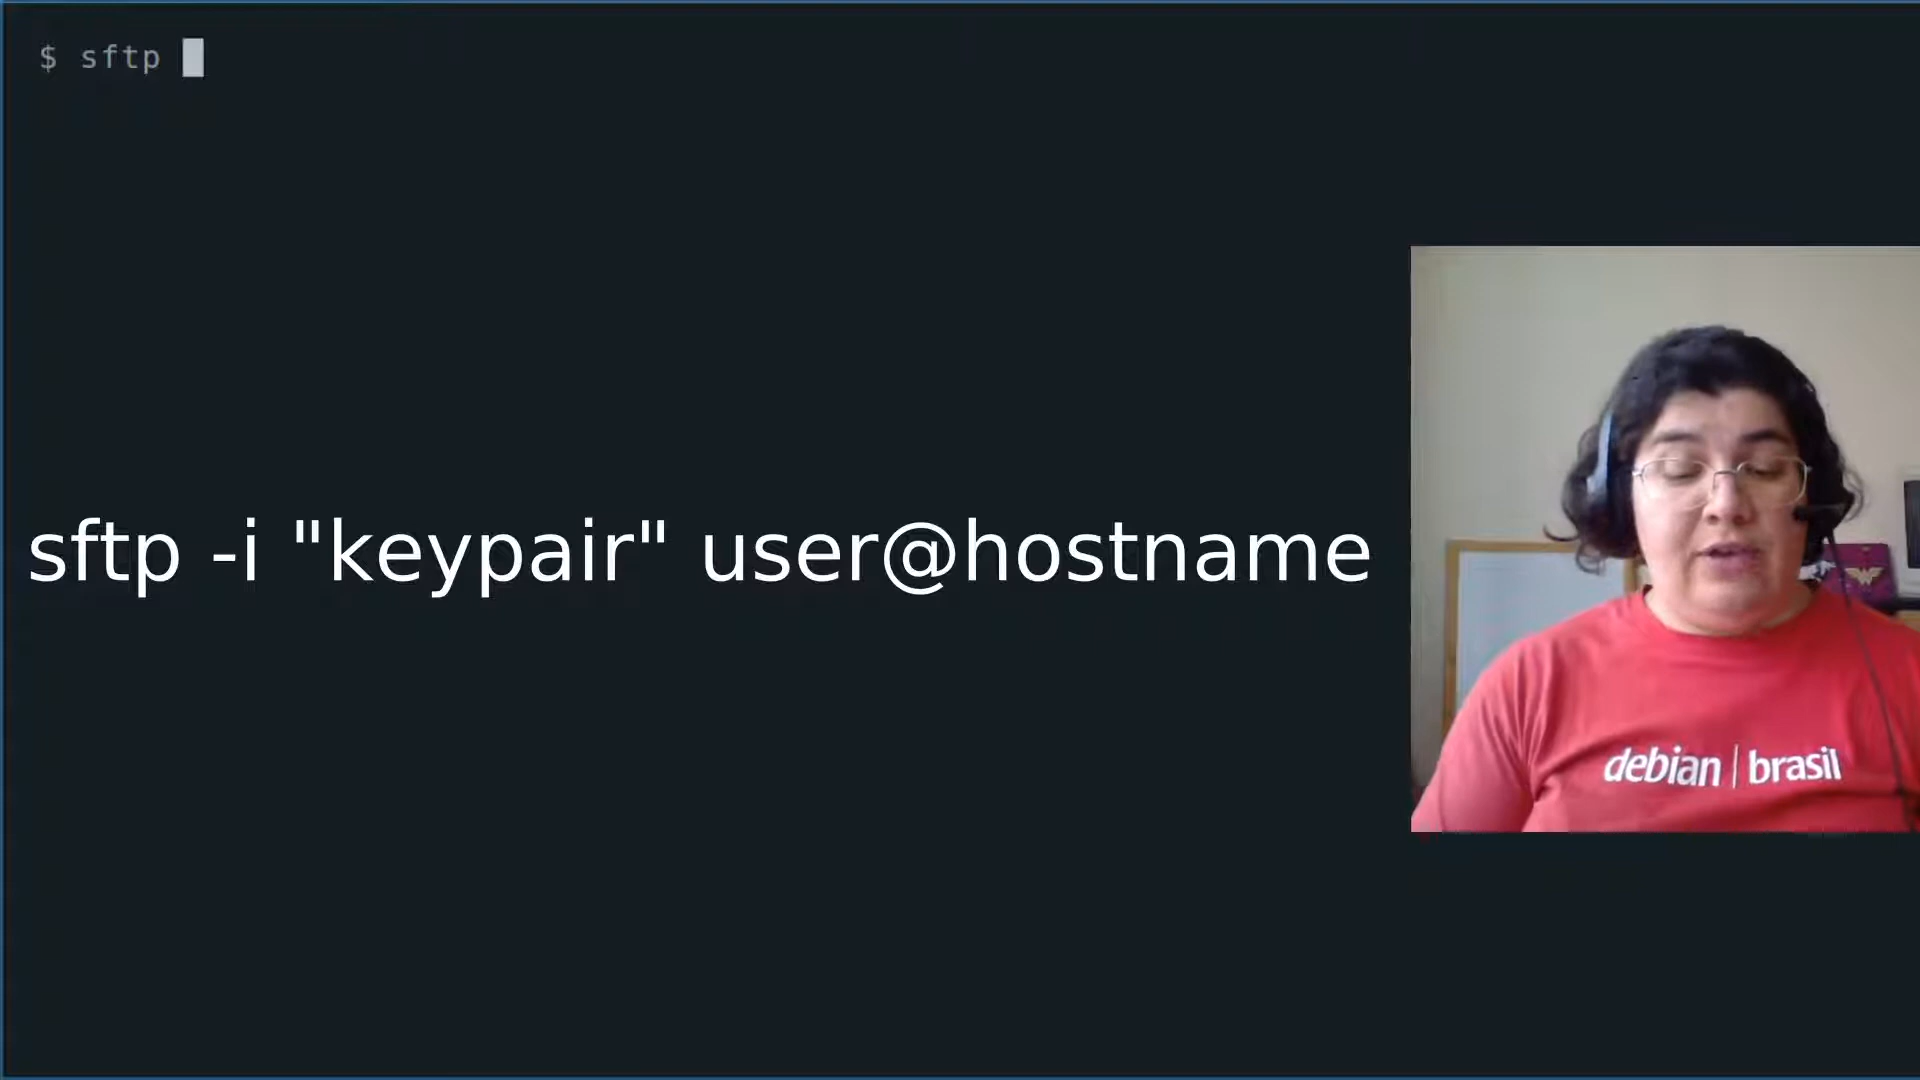 $ sftp
sftp -i "keypair" user@hostname
debian | brasil